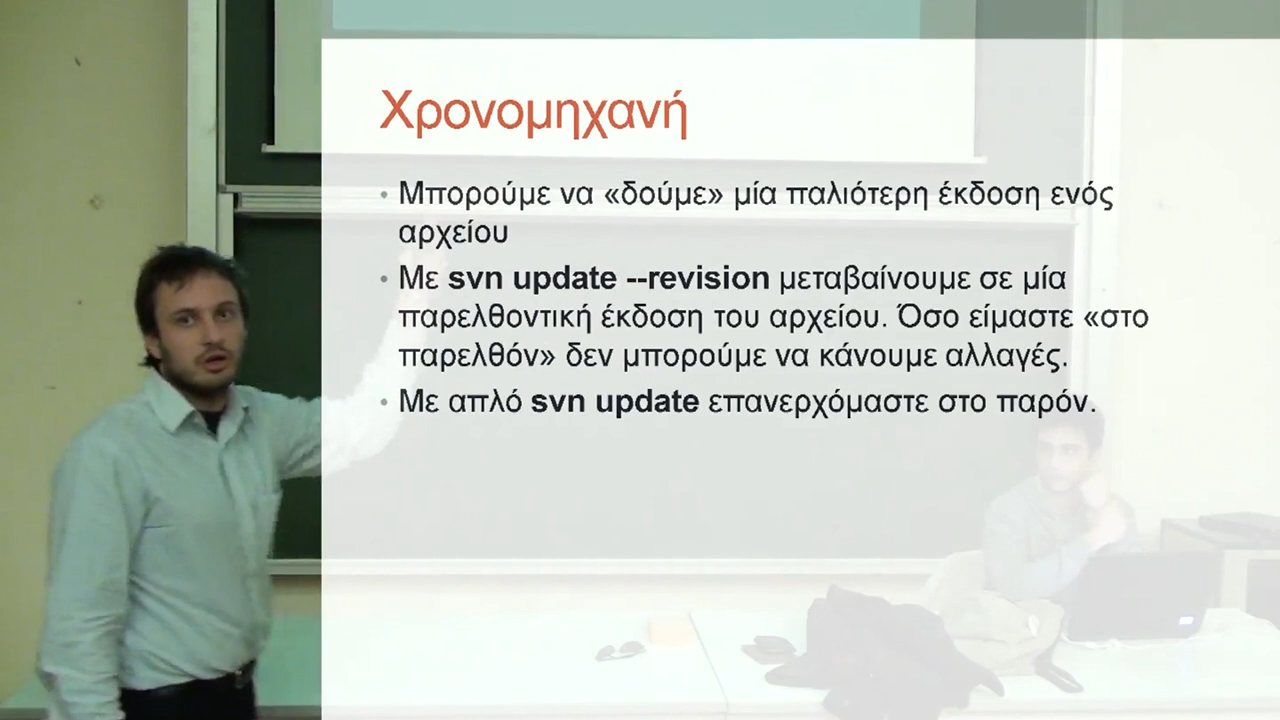 Χρονομηχανή
• Μπορούμε να «δούμε» μία παλιότερη έκδοση ενός
αρχείου
• Με svn update --revision μεταβαίνουμε σε μία
παρελθοντική έκδοση του αρχείου. Όσο είμαστε «στο
παρελθόν» δεν μπορούμε να κάνουμε αλλαγές.
• Με απλό svn update επανερχόμαστε στο παρόν.